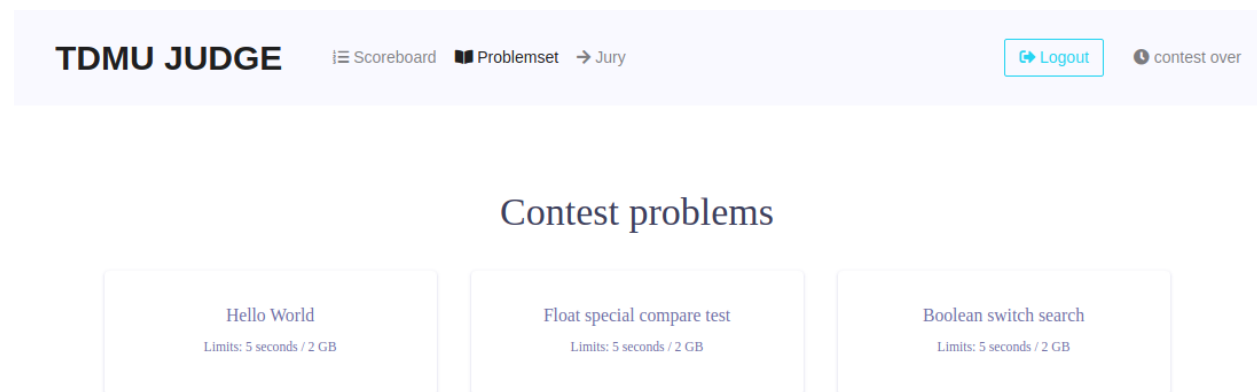 TDMU JUDGE Scoreboard Problemset Jury Logout contest over
Contest problems
Hello World
Limits: 5 seconds / 2 GB
Float special compare test
Limits: 5 seconds / 2 GB
Boolean switch search
Limits: 5 seconds / 2 GB